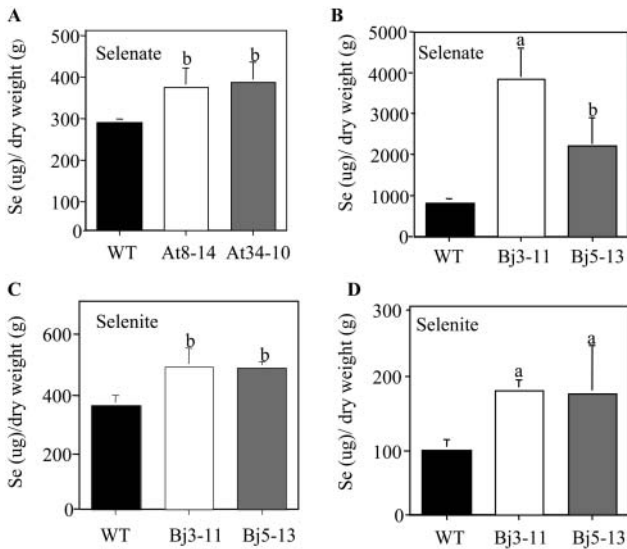 A
Se (ug)/ dry weight (g)
500
400
300
200
100
0
Selenate
b
b
WT
At8-14
At34-10
B
Se (ug)/ dry weight (g)
5000
4000
3000
2000
1000
0
Selenate
a
b
WT
Bj3-11
Bj5-13
C
Se (ug)/dry weight (g)
600
400
200
0
Selenite
b
b
WT
Bj3-11
Bj5-13
D
Se (ug)/ dry weight (g)
300
200
100
0
Selenite
a
a
WT
Bj3-11
Bj5-13